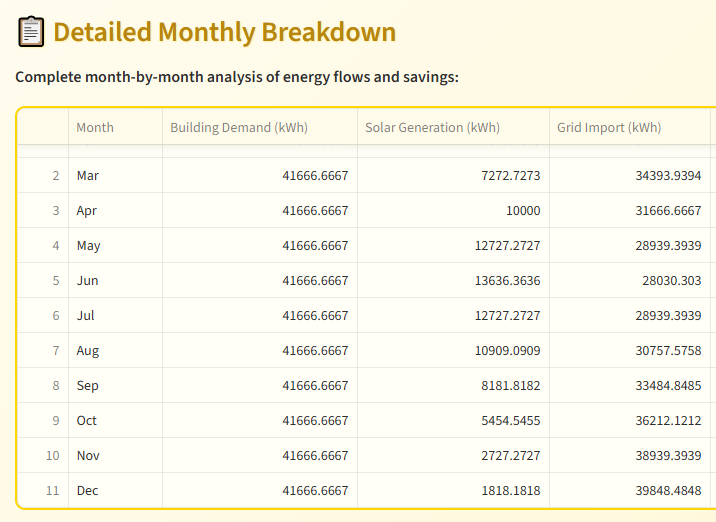 Detailed Monthly Breakdown
Complete month-by-month analysis of energy flows and savings:
Month Building Demand (kWh) Solar Generation (kWh) Grid Import (kWh)
2 Mar 41666.6667 7272.7273 34393.9394
3 Apr 41666.6667 10000 31666.6667
4 May 41666.6667 12727.2727 28939.3939
5 Jun 41666.6667 13636.3636 28030.303
6 Jul 41666.6667 12727.2727 28939.3939
7 Aug 41666.6667 10909.0909 30757.5758
8 Sep 41666.6667 8181.8182 33484.8485
9 Oct 41666.6667 5454.5455 36212.1212
10 Nov 41666.6667 2727.2727 38939.3939
11 Dec 41666.6667 1818.1818 39848.4848